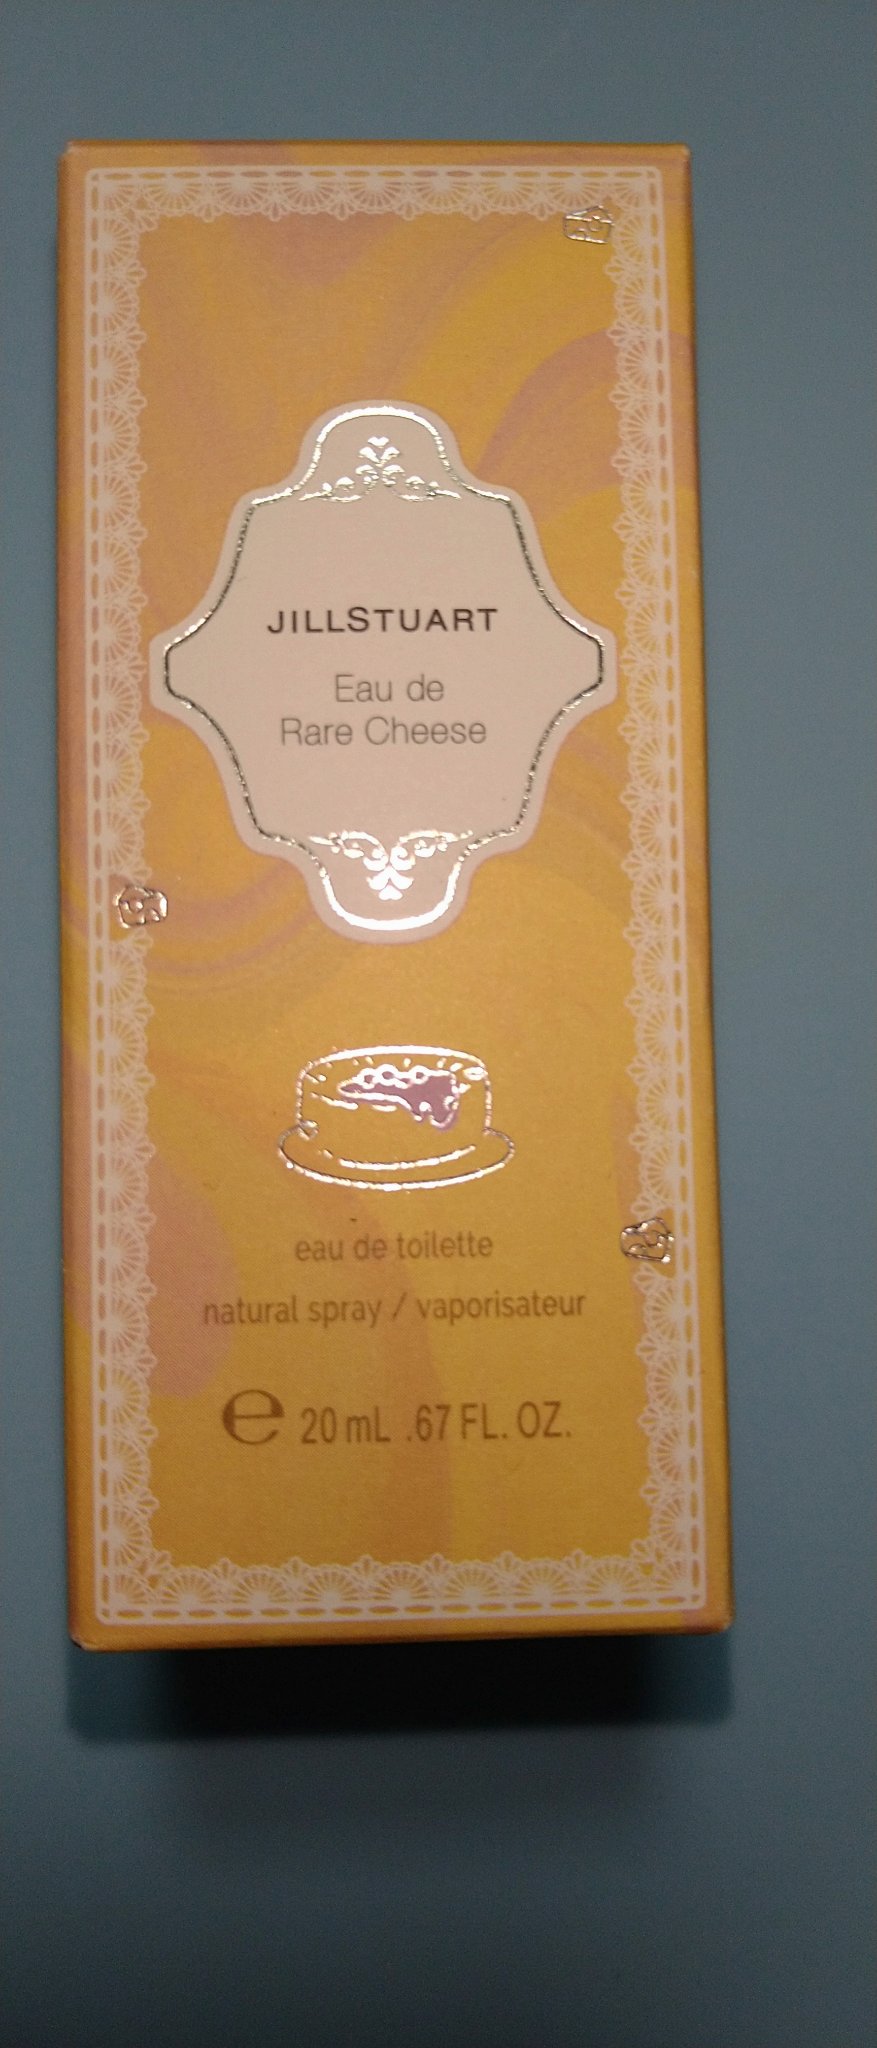 JILLSTUART
Eau de
Rare Cheese
eau de toilette
natural spray / vaporisateur
e 20 mL .67 FL. OZ.